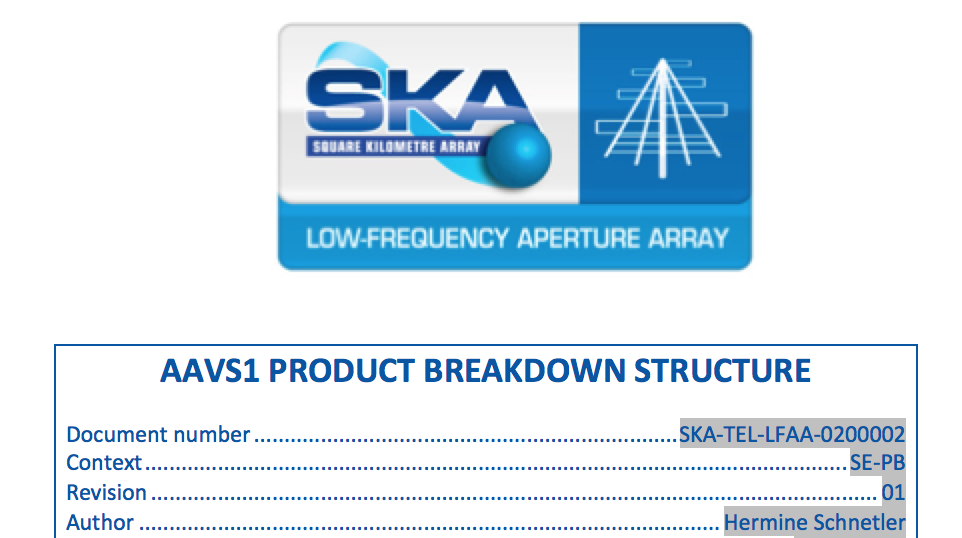 SKA
SQUARE KILOMETRE ARRAY
LOW-FREQUENCY APERTURE ARRAY
AAVS1 PRODUCT BREAKDOWN STRUCTURE
Document number ........................................................................ SKA-TEL-LFAA-0200002
Context .................................................................................................................... SE-PB
Revision ........................................................................................................................ 01
Author ................................................................................................. Hermine Schnetler